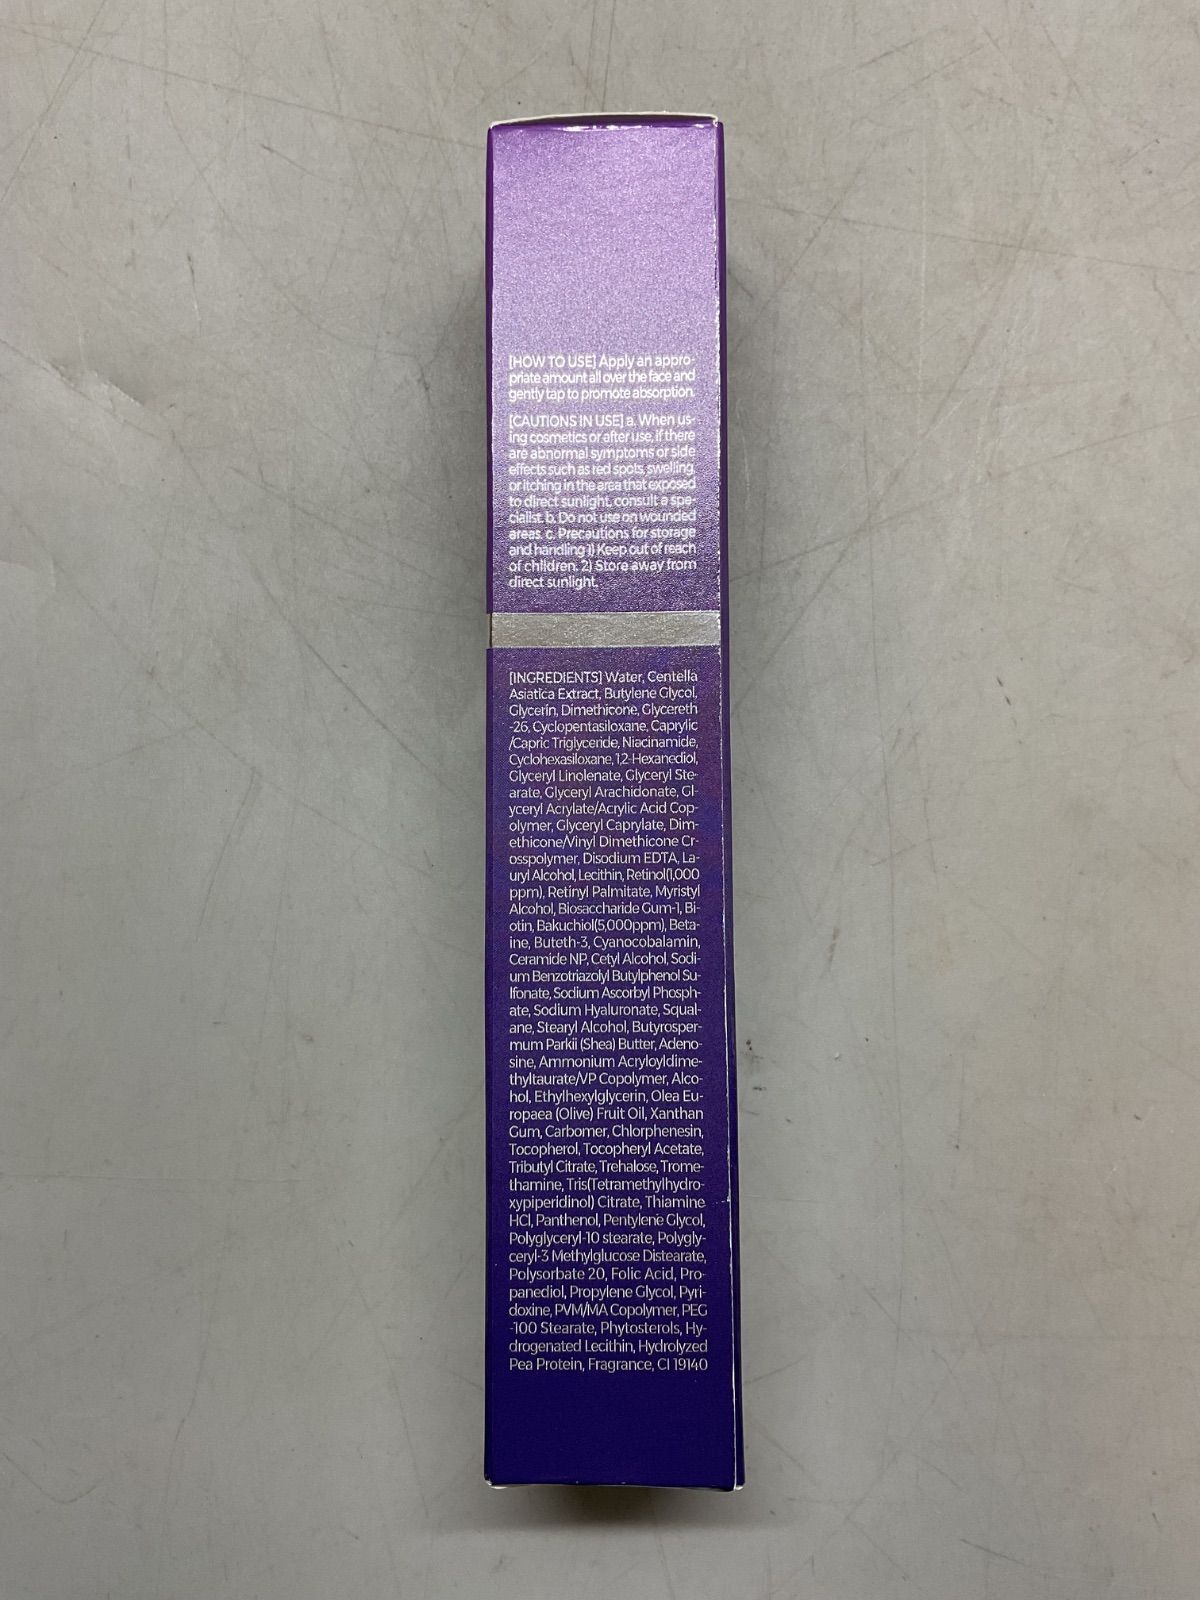 [HOW TO USE] Apply an appro-
priate amount all over the face and
gently tap to promote absorption.
[CAUTIONS IN USE] a. When us-
ing cosmetics or after use, if there
are abnormal symptoms or side
effects such as red spots, swelling,
or itching in the area that exposed
to direct sunlight, consult a spe-
cialist. b. Do not use on wounded
areas. c. Precautions for storage
and handling 1) Keep out of reach
of children. 2) Store away from
direct sunlight.
[INGREDIENTS] Water, Centella
Asiatica Extract, Butylene Glycol,
Glycerin, Dimethicone, Glycereth
-26, Cyclopentasiloxane, Caprylic
/Capric Triglyceride, Niacinamide,
Cyclohexasiloxane, 1,2-Hexanediol,
Glyceryl Linolenate, Glyceryl Ste-
arate, Glyceryl Arachidonate, Gl-
yceryl Acrylate/Acrylic Acid Cop-
olymer, Glyceryl Caprylate, Dim-
ethicone/Vinyl Dimethicone Cr-
osspolymer, Disodium EDTA, La-
uryl Alcohol, Lecithin, Retinol(1,000
ppm), Retinyl Palmitate, Myristyl
Alcohol, Biosaccharide Gum-1, Bi-
otin, Bakuchiol(5,000ppm), Beta-
ine, Buteth-3, Cyanocobalamin,
Ceramide NP, Cetyl Alcohol, Sodi-
um Benzotriazolyl Butylphenol Su-
lfonate, Sodium Ascorbyl Phosph-
ate, Sodium Hyaluronate, Squal-
ane, Stearyl Alcohol, Butyrosper-
mum Parkii (Shea) Butter, Adeno-
sine, Ammonium Acryloyldime-
thyltaurate/VP Copolymer, Alco-
hol, Ethylhexylglycerin, Olea Eu-
ropaea (Olive) Fruit Oil, Xanthan
Gum, Carbomer, Chlorphenesin,
Tocopherol, Tocopheryl Acetate,
Tributyl Citrate, Trehalose, Trome-
thamine, Tris(Tetramethylhydro-
xypiperidinol) Citrate, Thiamine
HCl, Panthenol, Pentylene Glycol,
Polyglyceryl-10 stearate, Polygly-
ceryl-3 Methylglucose Distearate,
Polysorbate 20, Folic Acid, Pro-
panediol, Propylene Glycol, Pyri-
doxine, PVM/MA Copolymer, PEG
-100 Stearate, Phytosterols, Hy-
drogenated Lecithin, Hydrolyzed
Pea Protein, Fragrance, CI 19140